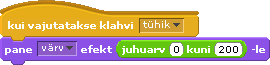 kui vajutatakse klahvi tühik
pane värv efekt juhuarv 0 kuni 200 -le